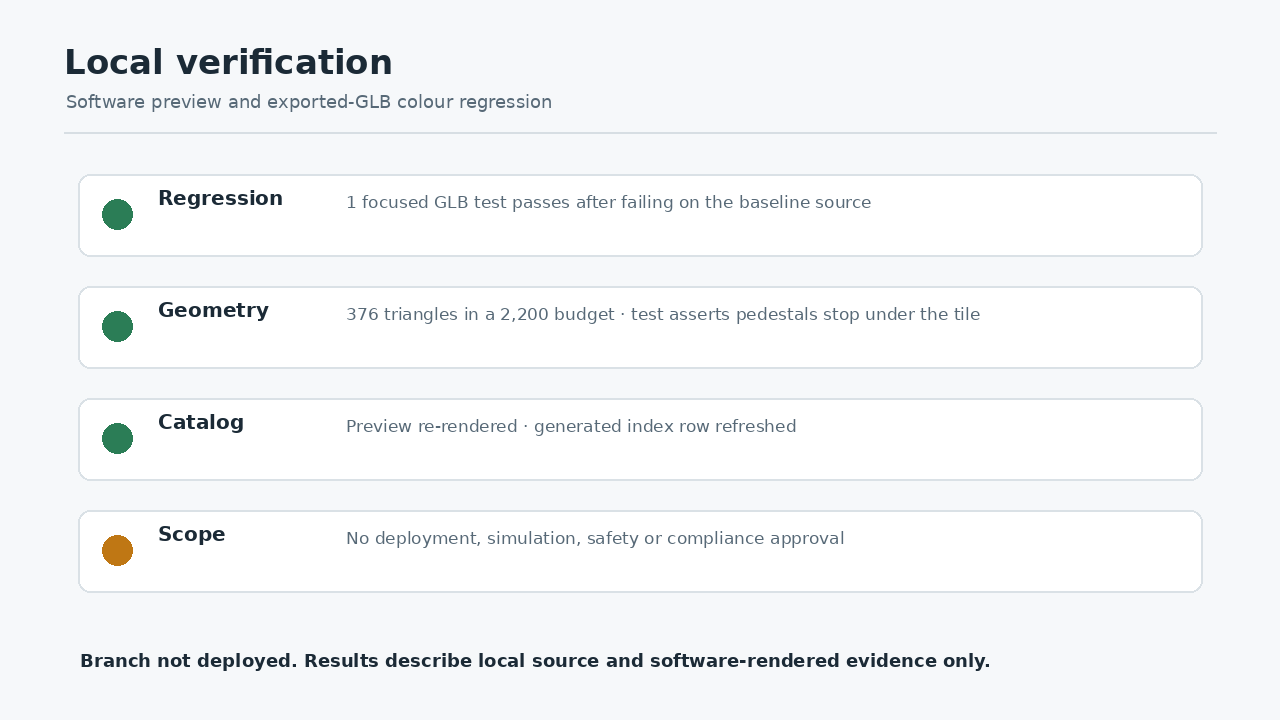 Local verification
Software preview and exported-GLB colour regression
Regression
1 focused GLB test passes after failing on the baseline source
Geometry
376 triangles in a 2,200 budget · test asserts pedestals stop under the tile
Catalog
Preview re-rendered · generated index row refreshed
Scope
No deployment, simulation, safety or compliance approval
Branch not deployed. Results describe local source and software-rendered evidence only.